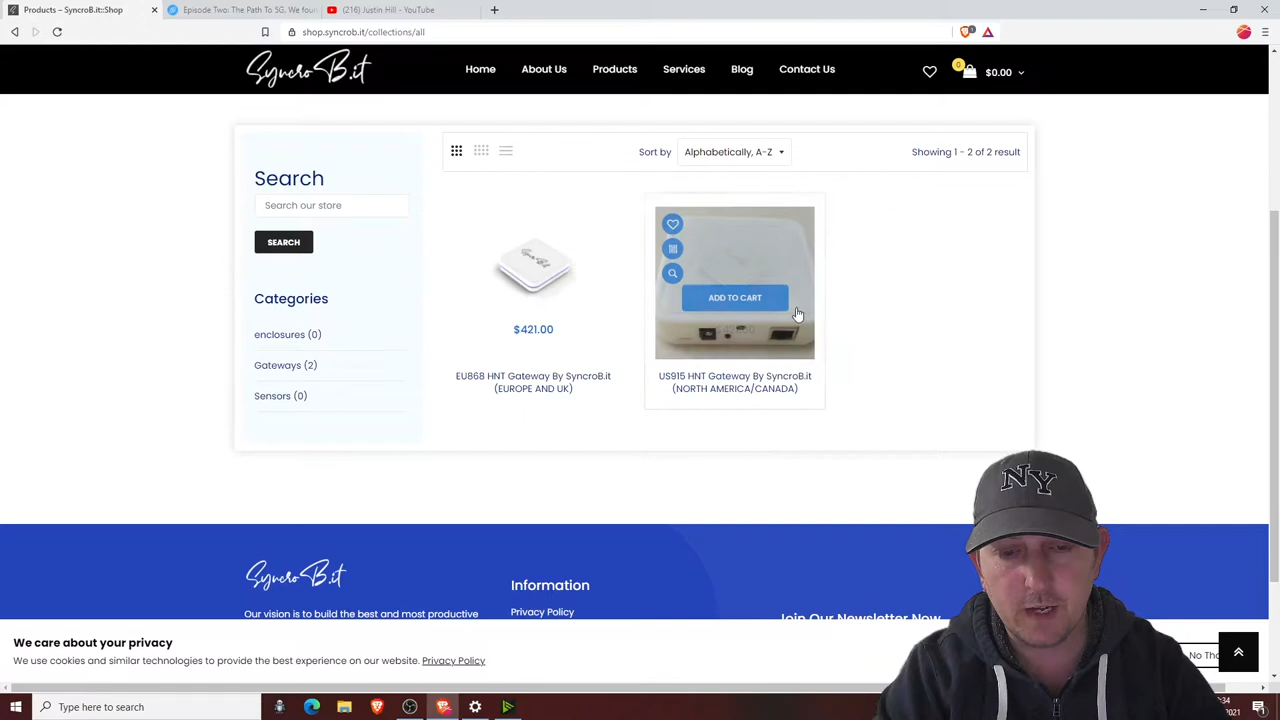 Products – SyncroB.it::Shop
Episode Two: The Path To 5G. We foun
(216) Justin Hill - YouTube
shop.syncrob.it/collections/all
SyncroB.it
Home
About Us
Products
Services
Blog
Contact Us
0
$0.00
Search
Search our store
SEARCH
Categories
enclosures (0)
Gateways (2)
Sensors (0)
Sort by
Alphabetically, A-Z
Showing 1 - 2 of 2 result
SyncroB.it
$421.00
EU868 HNT Gateway By SyncroB.it
(EUROPE AND UK)
ADD TO CART
US915 HNT Gateway By SyncroB.it
(NORTH AMERICA/CANADA)
NY
SyncroB.it
Our vision is to build the best and most productive
Information
Privacy Policy
Join Our Newsletter Now
We care about your privacy
We use cookies and similar technologies to provide the best experience on our website. Privacy Policy
No Tha
Type here to search